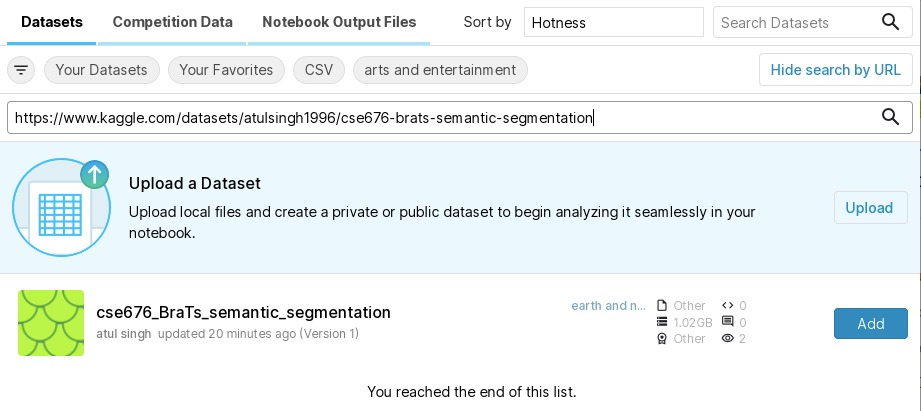 Datasets Competition Data Notebook Output Files Sort by Hotness Search Datasets
Your Datasets Your Favorites CSV arts and entertainment Hide search by URL
https://www.kaggle.com/datasets/atulsingh1996/cse676-brats-semantic-segmentation
Upload a Dataset
Upload local files and create a private or public dataset to begin analyzing it seamlessly in your
notebook.
Upload
cse676_BraTs_semantic_segmentation
atul singh updated 20 minutes ago (Version 1)
earth and n...
Other 0
1.02GB 0
Other 2
Add
You reached the end of this list.